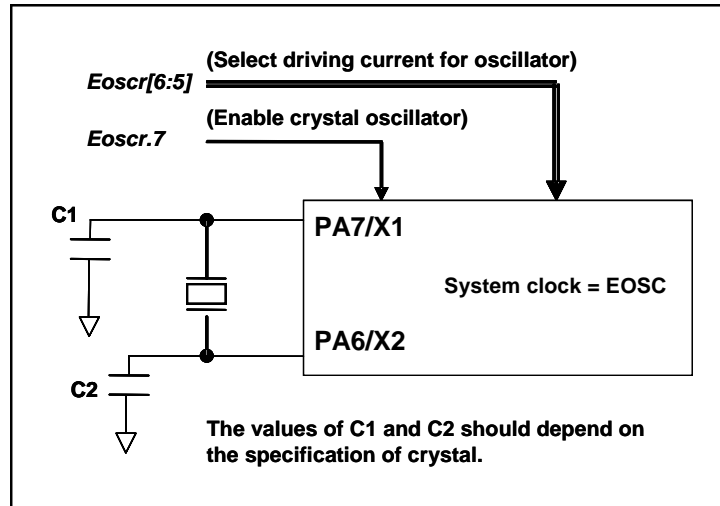 (Select driving current for oscillator)
Eoscr[6:5]
(Enable crystal oscillator)
Eoscr.7
C1
PA7/X1
System clock = EOSC
PA6/X2
C2
The values of C1 and C2 should depend on
the specification of crystal.